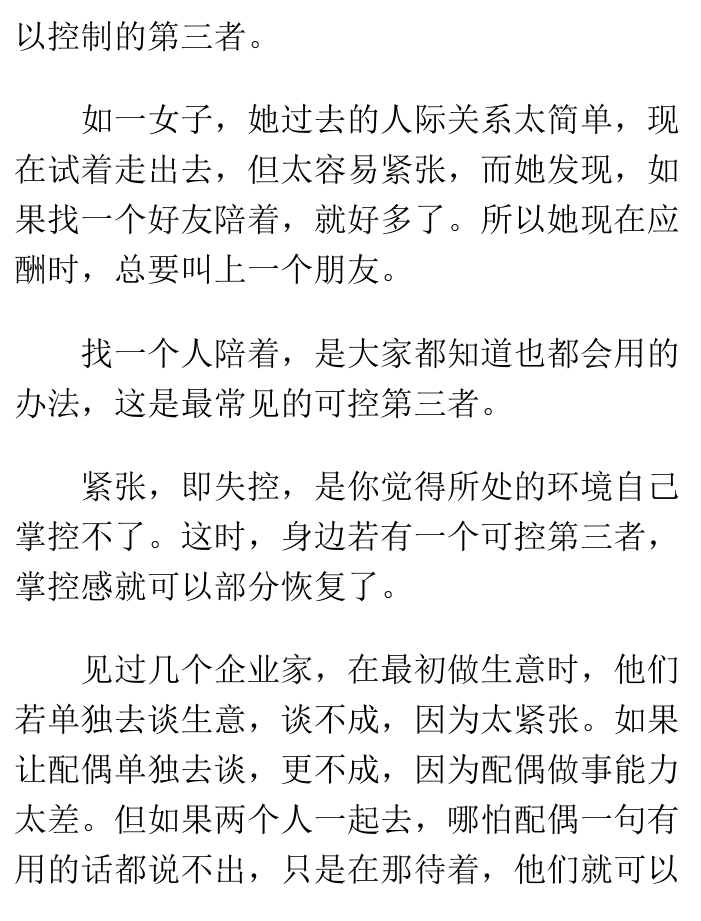 以控制的第三者。
如一女子，她过去的人际关系太简单，现
在试着走出去，但太容易紧张，而她发现，如
果找一个好友陪着，就好多了。所以她现在应
酬时，总要叫上一个朋友。
找一个人陪着，是大家都知道也都会用的
办法，这是最常见的可控第三者。
紧张，即失控，是你觉得所处的环境自己
掌控不了。这时，身边若有一个可控第三者，
掌控感就可以部分恢复了。
见过几个企业家，在最初做生意时，他们
若单独去谈生意，谈不成，因为太紧张。如果
让配偶单独去谈，更不成，因为配偶做事能力
太差。但如果两个人一起去，哪怕配偶一句有
用的话都说不出，只是在那待着，他们就可以